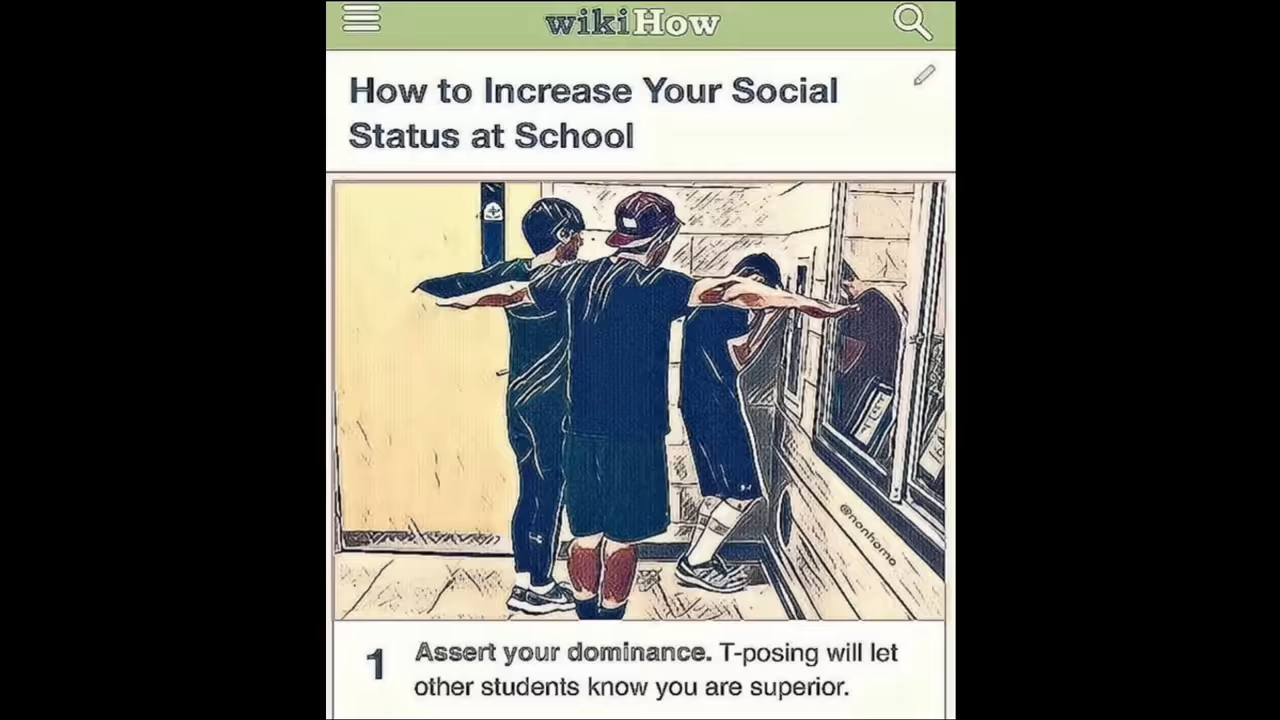 wikiHow
How to Increase Your Social
Status at School
@nonhomo
1 Assert your dominance. T-posing will let
other students know you are superior.